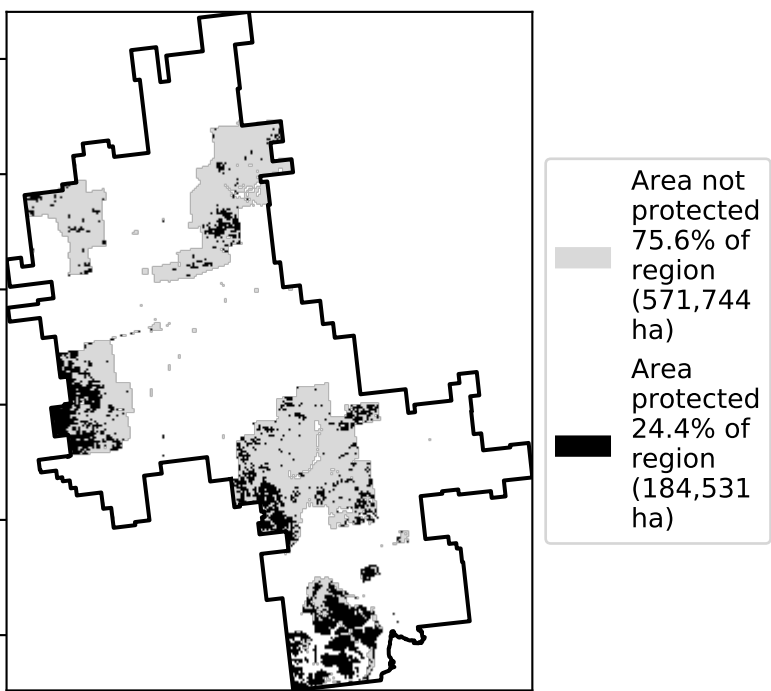 Area not
protected
75.6% of
region
(571,744
ha)
Area
protected
24.4% of
region
(184,531
ha)